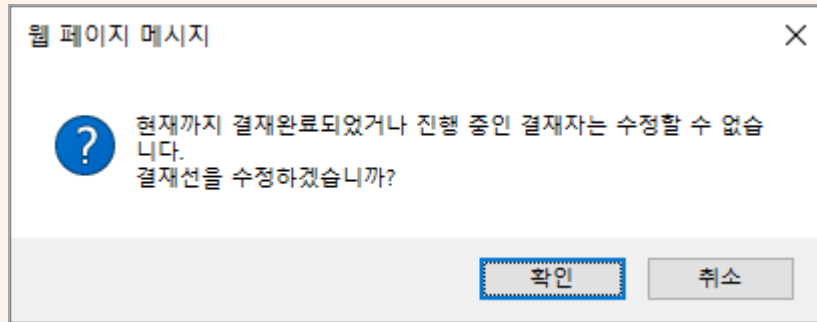 웹 페이지 메시지
현재까지 결재완료되었거나 진행 중인 결재자는 수정할 수 없습
니다.
결재선을 수정하겠습니까?
확인
취소